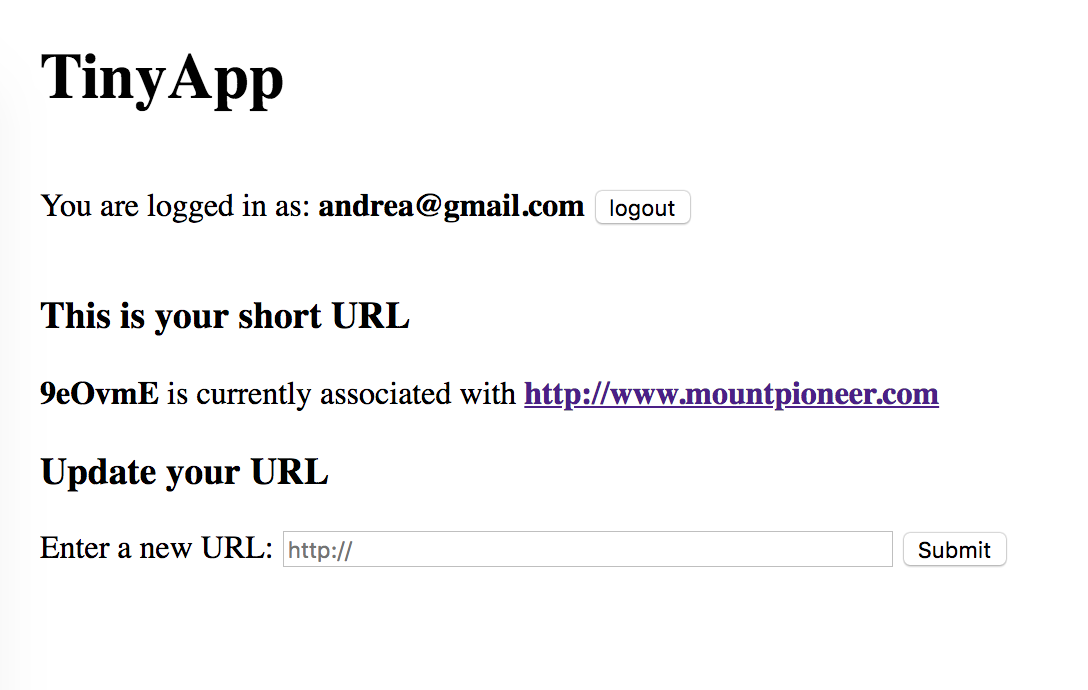 TinyApp
You are logged in as: andrea@gmail.com logout
This is your short URL
9eOvmE is currently associated with http://www.mountpioneer.com
Update your URL
Enter a new URL: http:// Submit